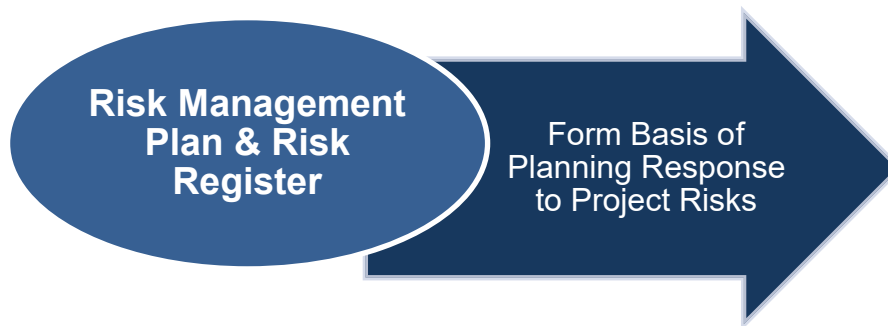 Risk Management
Plan & Risk
Register
Form Basis of
Planning Response
to Project Risks